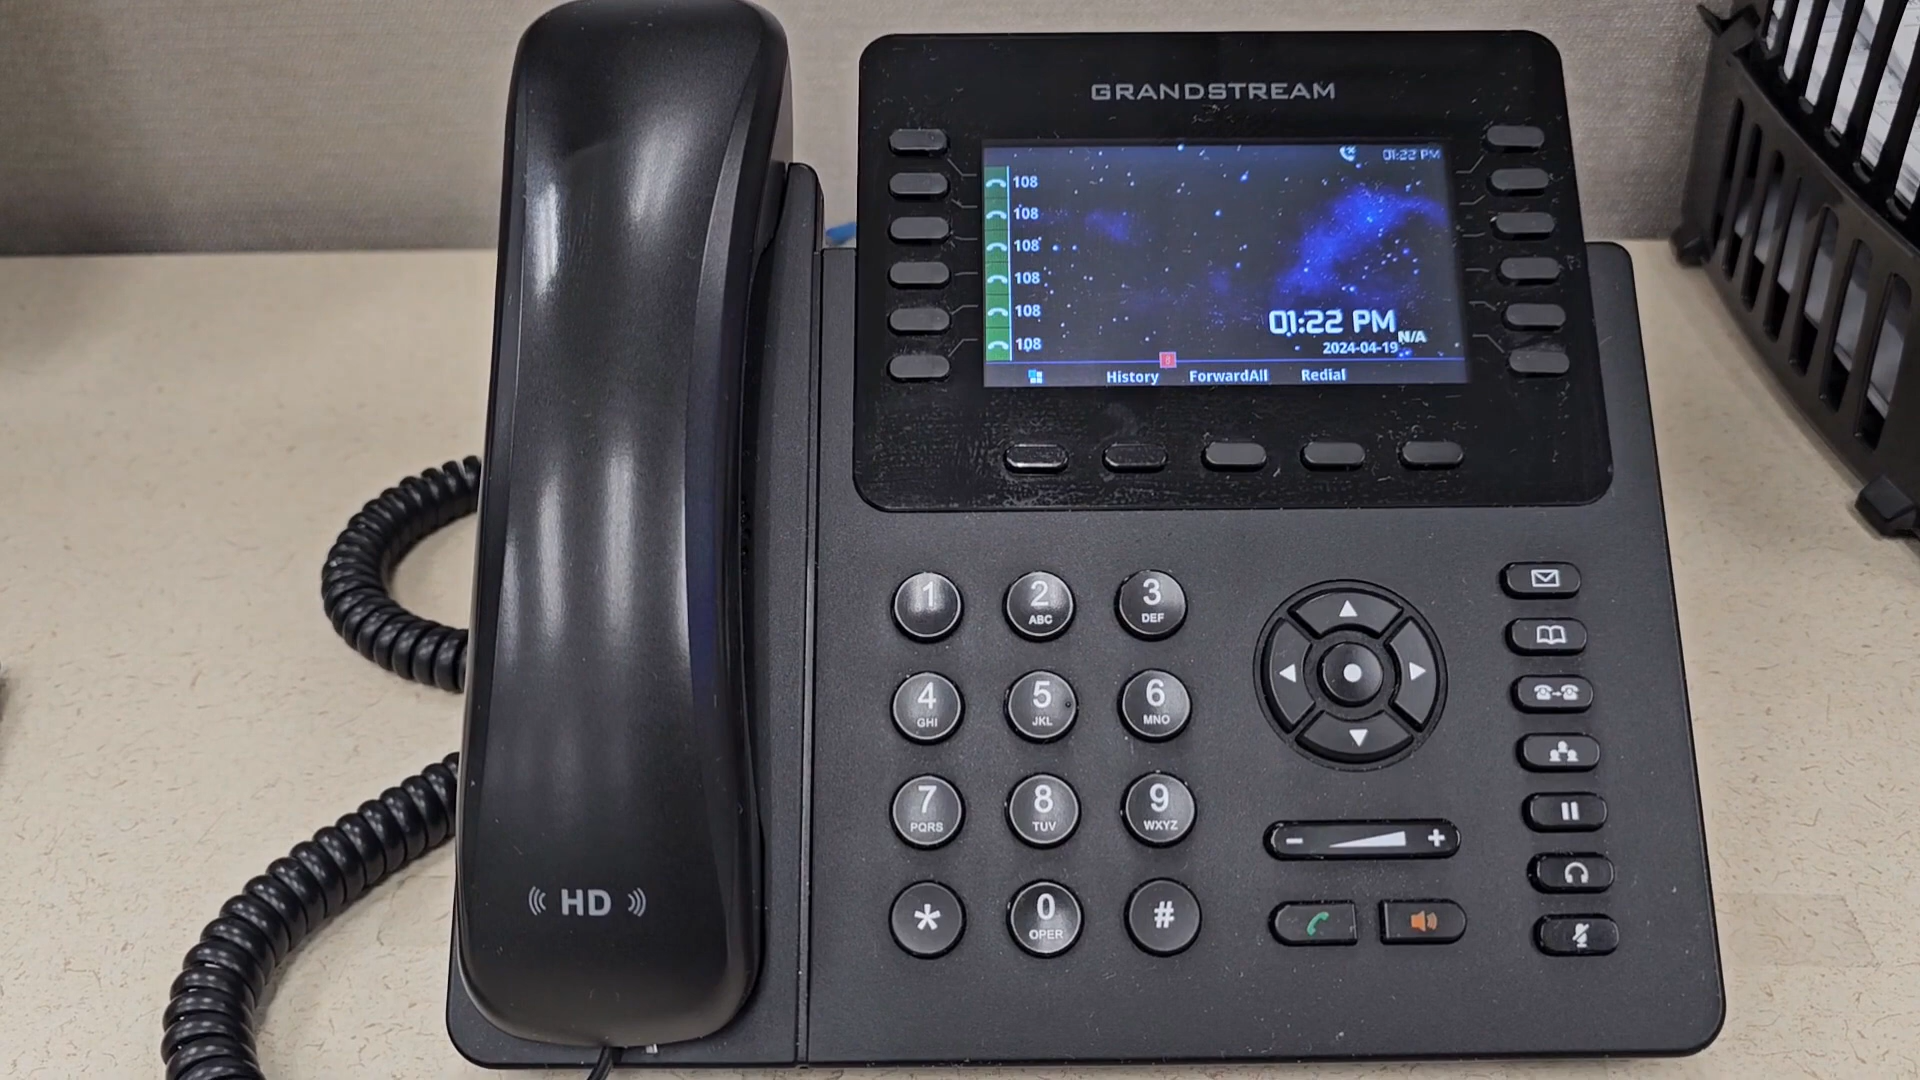 GRANDSTREAM
01:22 PM
108
108
108
108
108
108
01:22 PM
N/A
2024-04-19
History ForwardAll Redial
1 2 ABC 3 DEF
4 GHI 5 JKL 6 MNO
7 PQRS 8 TUV 9 WXYZ
* 0 OPER #
- +
HD